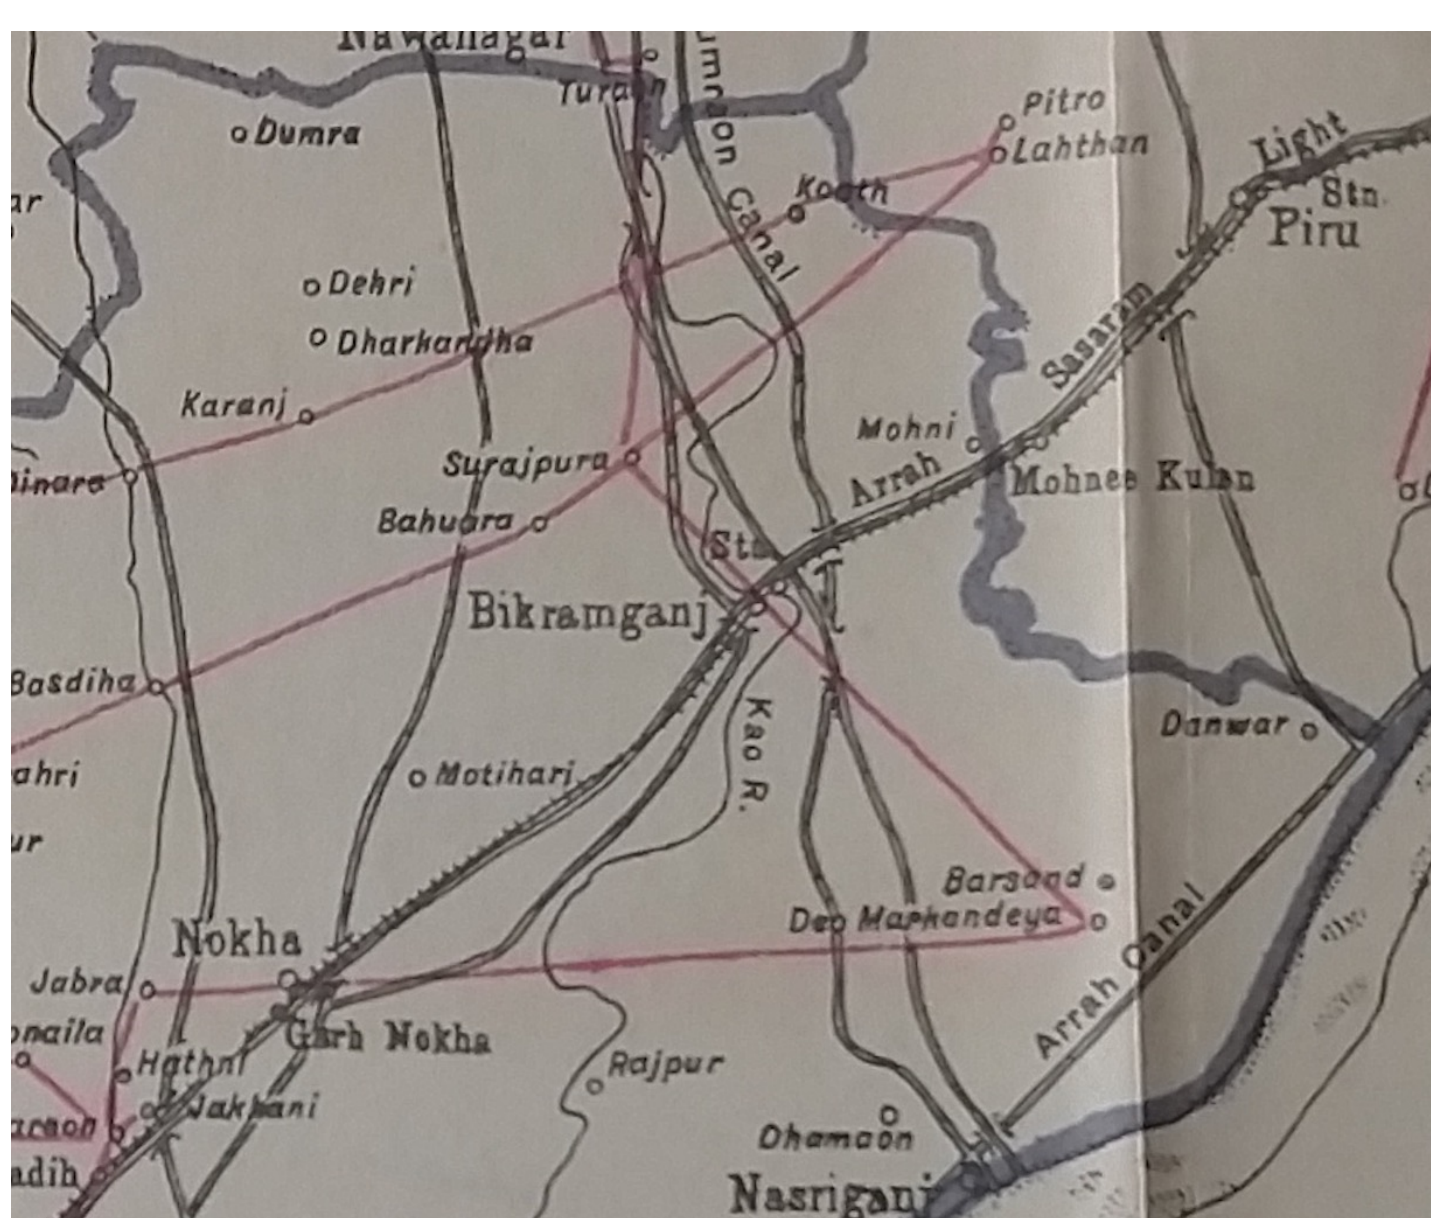 Nawanagar
Turaon
Pitro
Lahthan
Dumra
Canal
Kooth
Light
Stn.
Piru
Dehri
Dharkandha
Karanj
Sasaram
Mohni
Surajpura
Arrah
Mohnee Kulan
Bahuara
Stn.
Bikramganj
Basdiha
Kao R.
Danwar
Motihari
Barsand
Deo Markandeya
Nokha
Jabra
Arrah Canal
Garh Nokha
Hathni
Rajpur
Jakhani
Dhamaon
Nasriganj